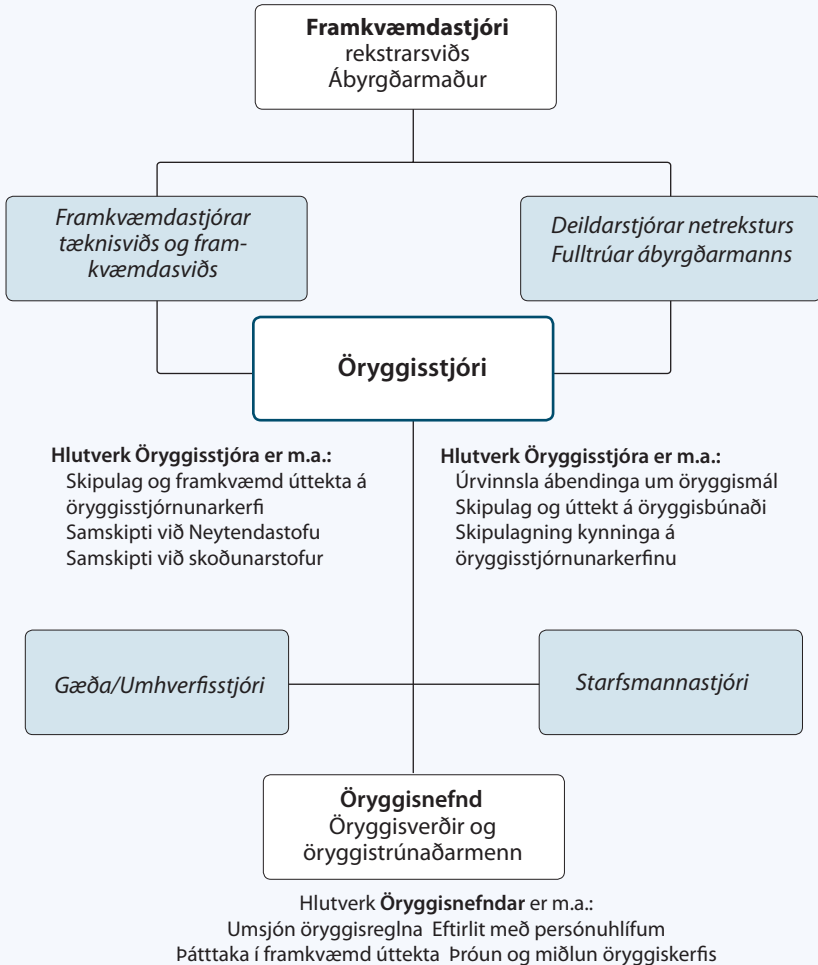 Framkvæmdastjóri
rekstrarsviðs
Ábyrgðarmaður
Framkvæmdastjórar
tæknisviðs og fram-
kvæmdasviðs
Deildarstjórar netreksturs
Fulltrúar ábyrgðarmanns
Öryggisstjóri
Hlutverk Öryggisstjóra er m.a.:
Skipulag og framkvæmd úttekta á
öryggisstjórnunarkerfi
Samskipti við Neytendastofu
Samskipti við skoðunarstofur
Hlutverk Öryggisstjóra er m.a.:
Úrvinnsla ábendinga um öryggismál
Skipulag og úttekt á öryggisbúnaði
Skipulagning kynninga á
öryggisstjórnunarkerfinu
Gæða/Umhverfisstjóri
Starfsmannastjóri
Öryggisnefnd
Öryggisverðir og
öryggistrúnaðarmenn
Hlutverk Öryggisnefndar er m.a.:
Umsjón öryggisreglna Eftirlit með persónuhlífum
Þátttaka í framkvæmd úttekta Þróun og miðlun öryggiskerfis